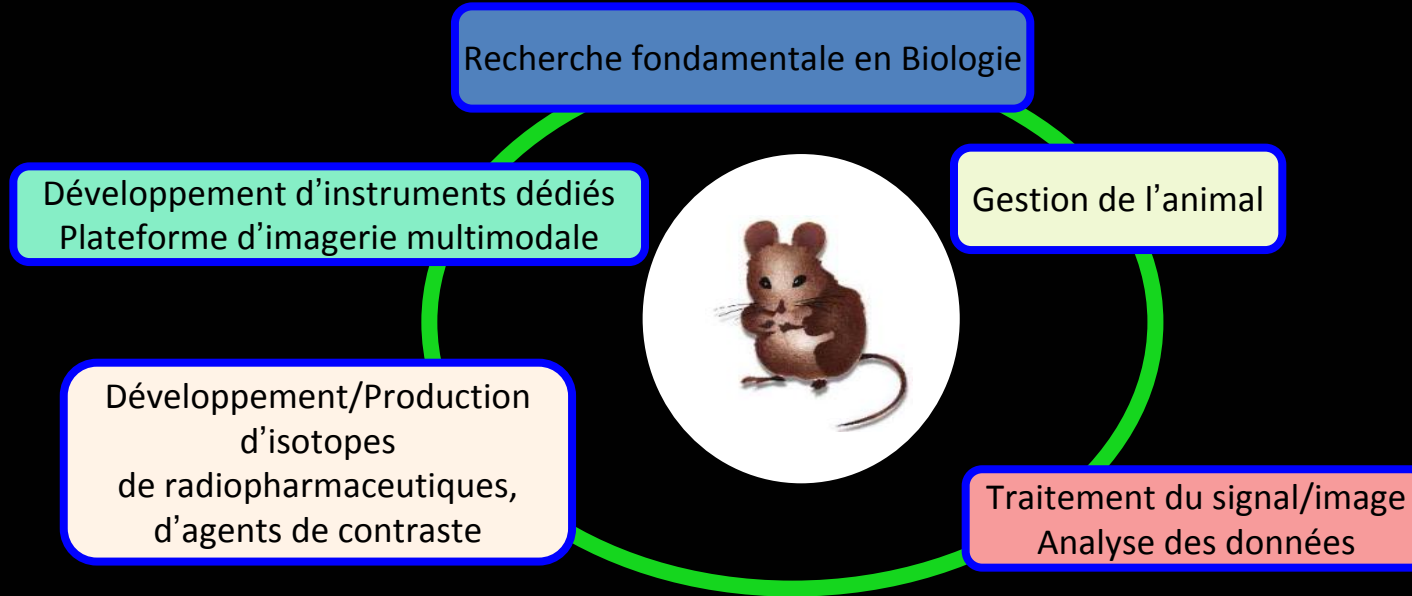 Recherche fondamentale en Biologie
Développement d’instruments dédiés
Plateforme d’imagerie multimodale
Gestion de l’animal
Développement/Production
d’isotopes
de radiopharmaceutiques,
d’agents de contraste
Traitement du signal/image
Analyse des données